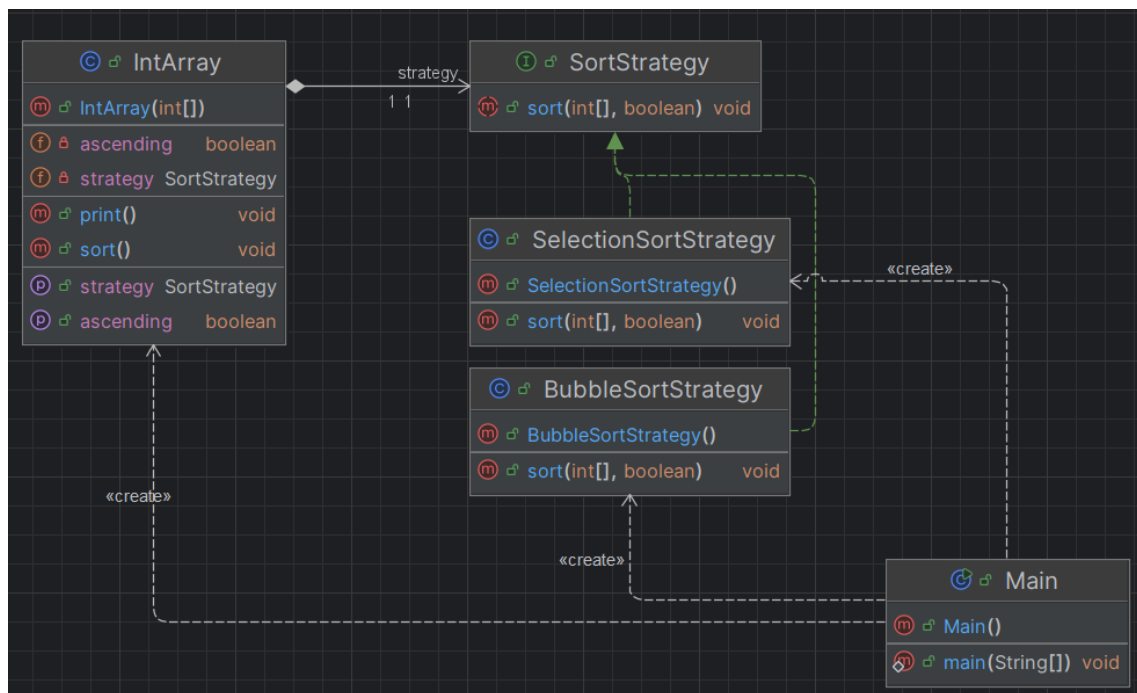 IntArray
IntArray(int[])
ascending boolean
strategy SortStrategy
print() void
sort() void
strategy SortStrategy
ascending boolean
strategy
1 1
SortStrategy
sort(int[], boolean) void
SelectionSortStrategy
SelectionSortStrategy()
sort(int[], boolean) void
«create»
BubbleSortStrategy
BubbleSortStrategy()
sort(int[], boolean) void
«create»
«create»
Main
Main()
main(String[]) void